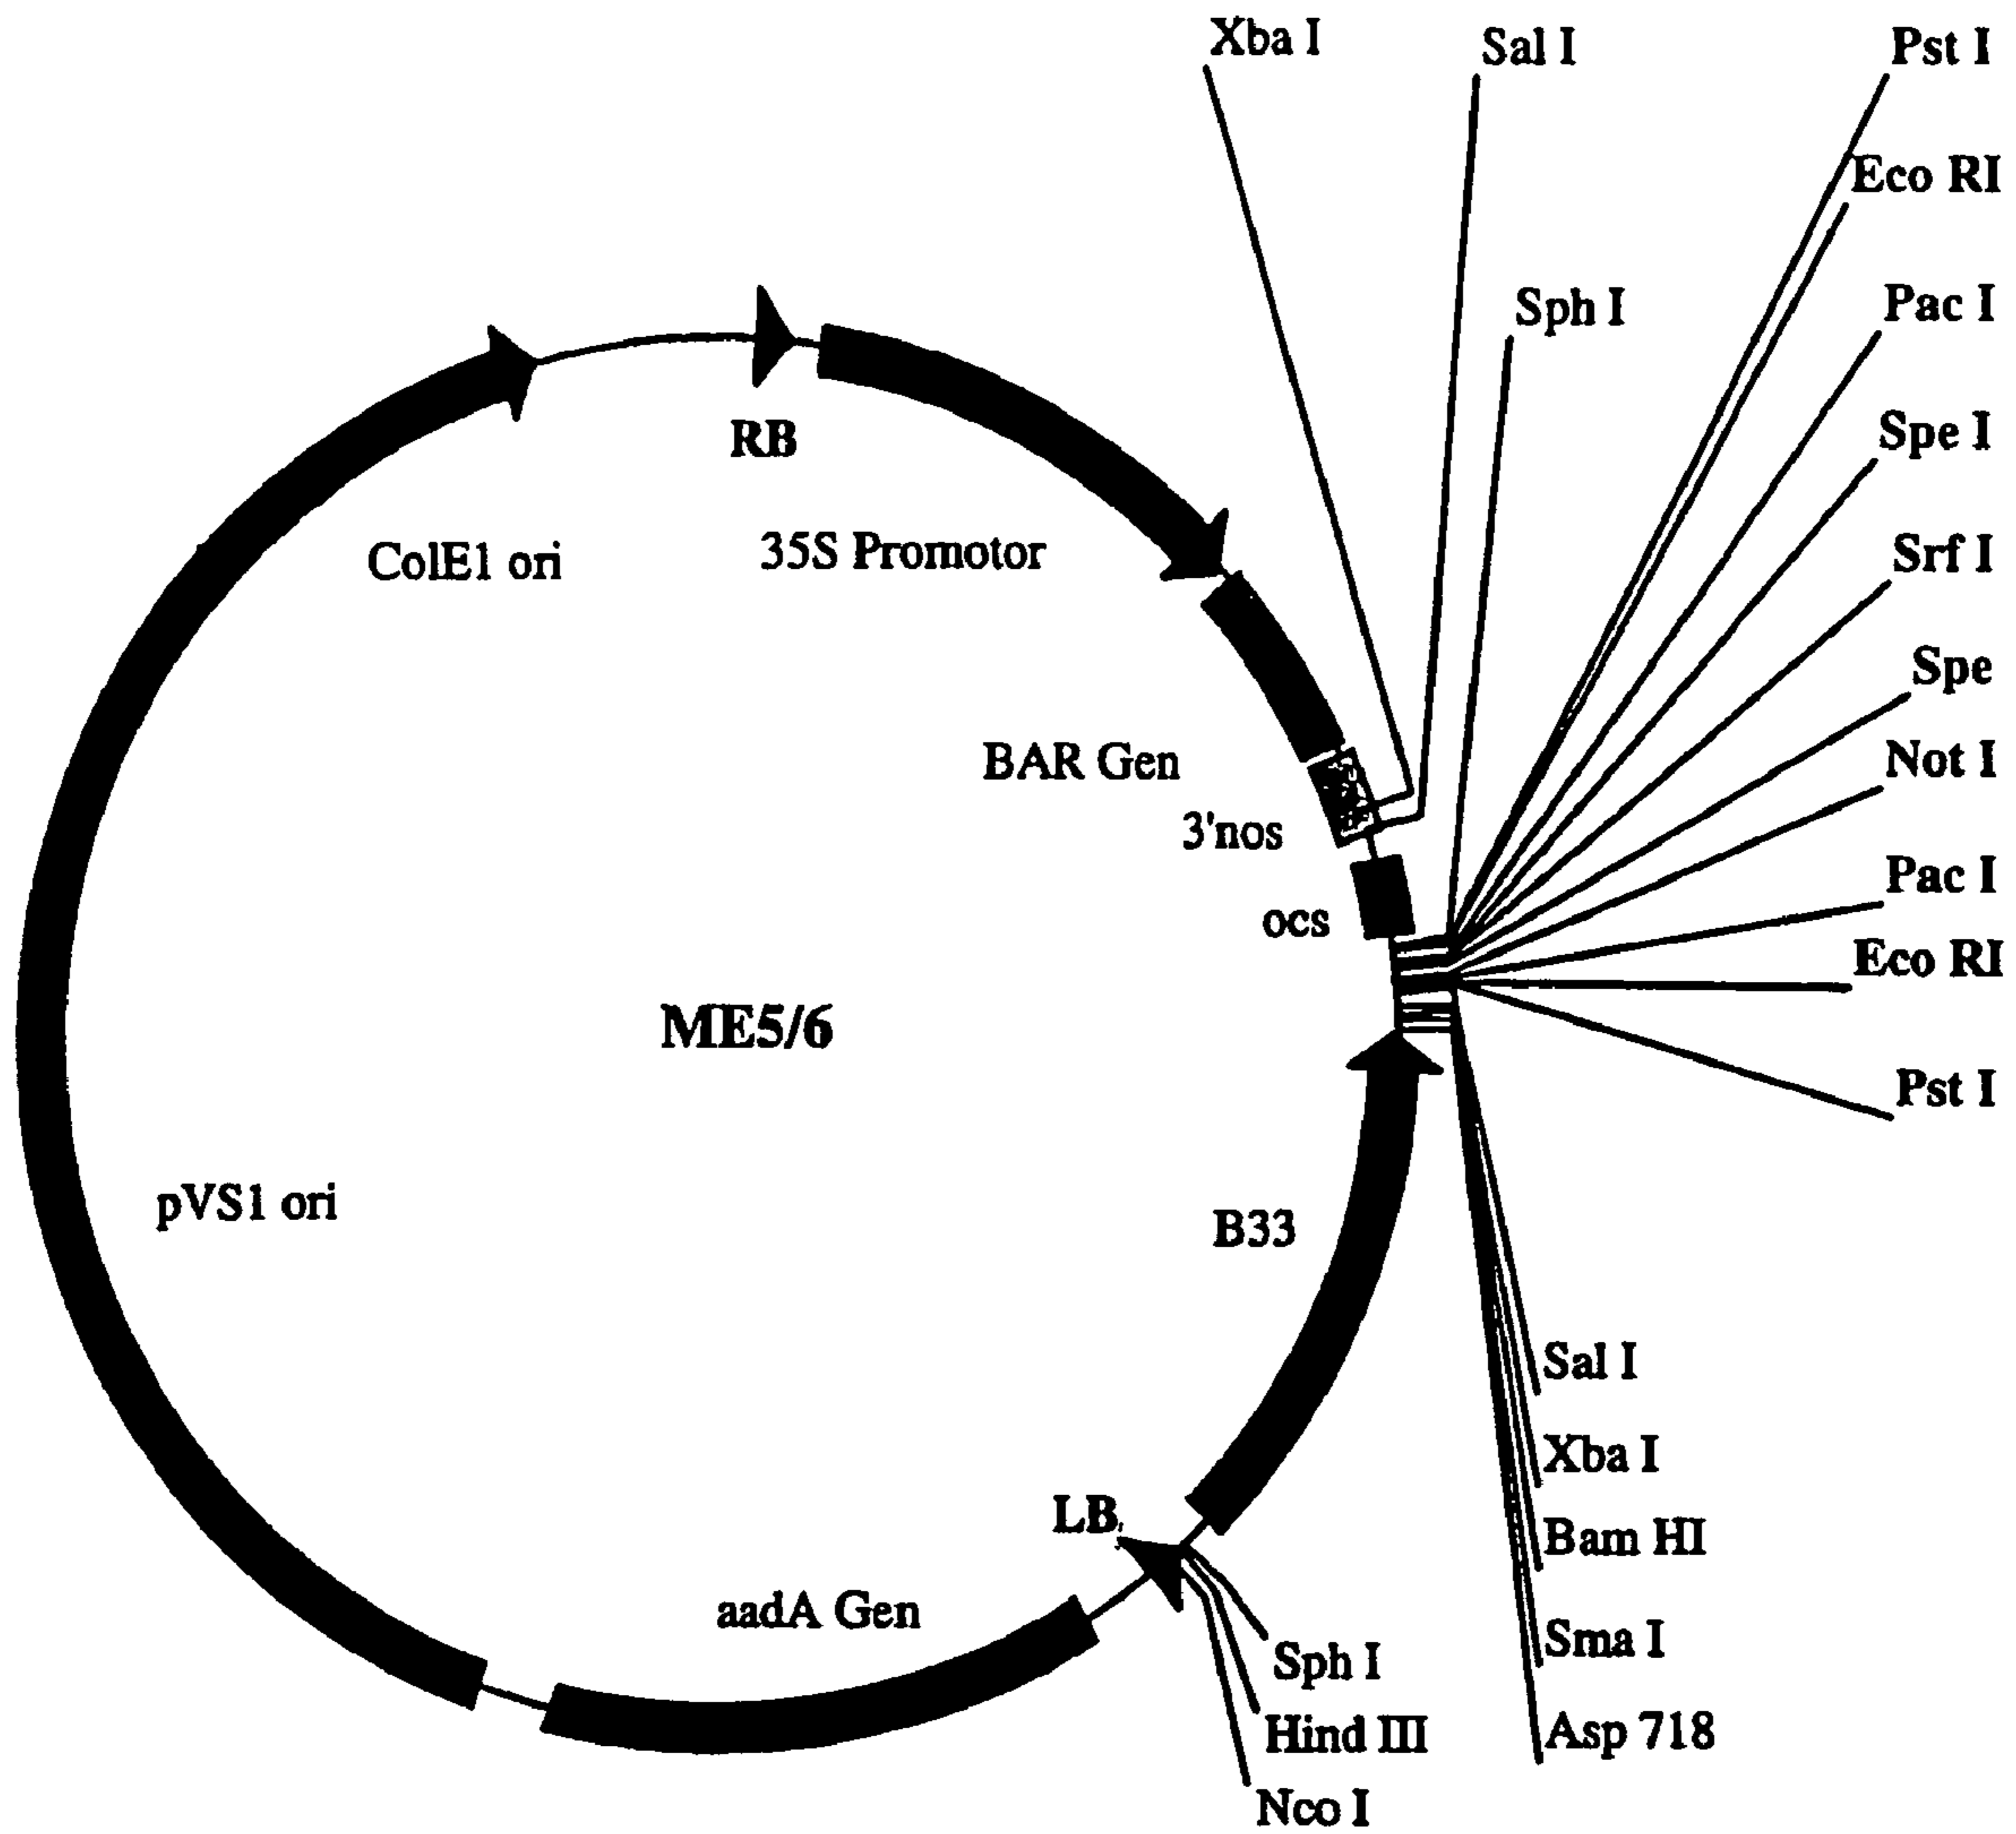 Xba I
Sal I
Pst I
Eco RI
Sph I
Pac I
Spe I
RB
35S Promotor
ColE1 ori
Srf I
Spe
BAR Gen
Not I
3'nos
Pac I
ocs
Eco RI
ME5/6
Pst I
pVS1 ori
B33
Sal I
Xba I
LB
Bam HI
aadA Gen
Sma I
Sph I
Hind III
Asp 718
Nco I